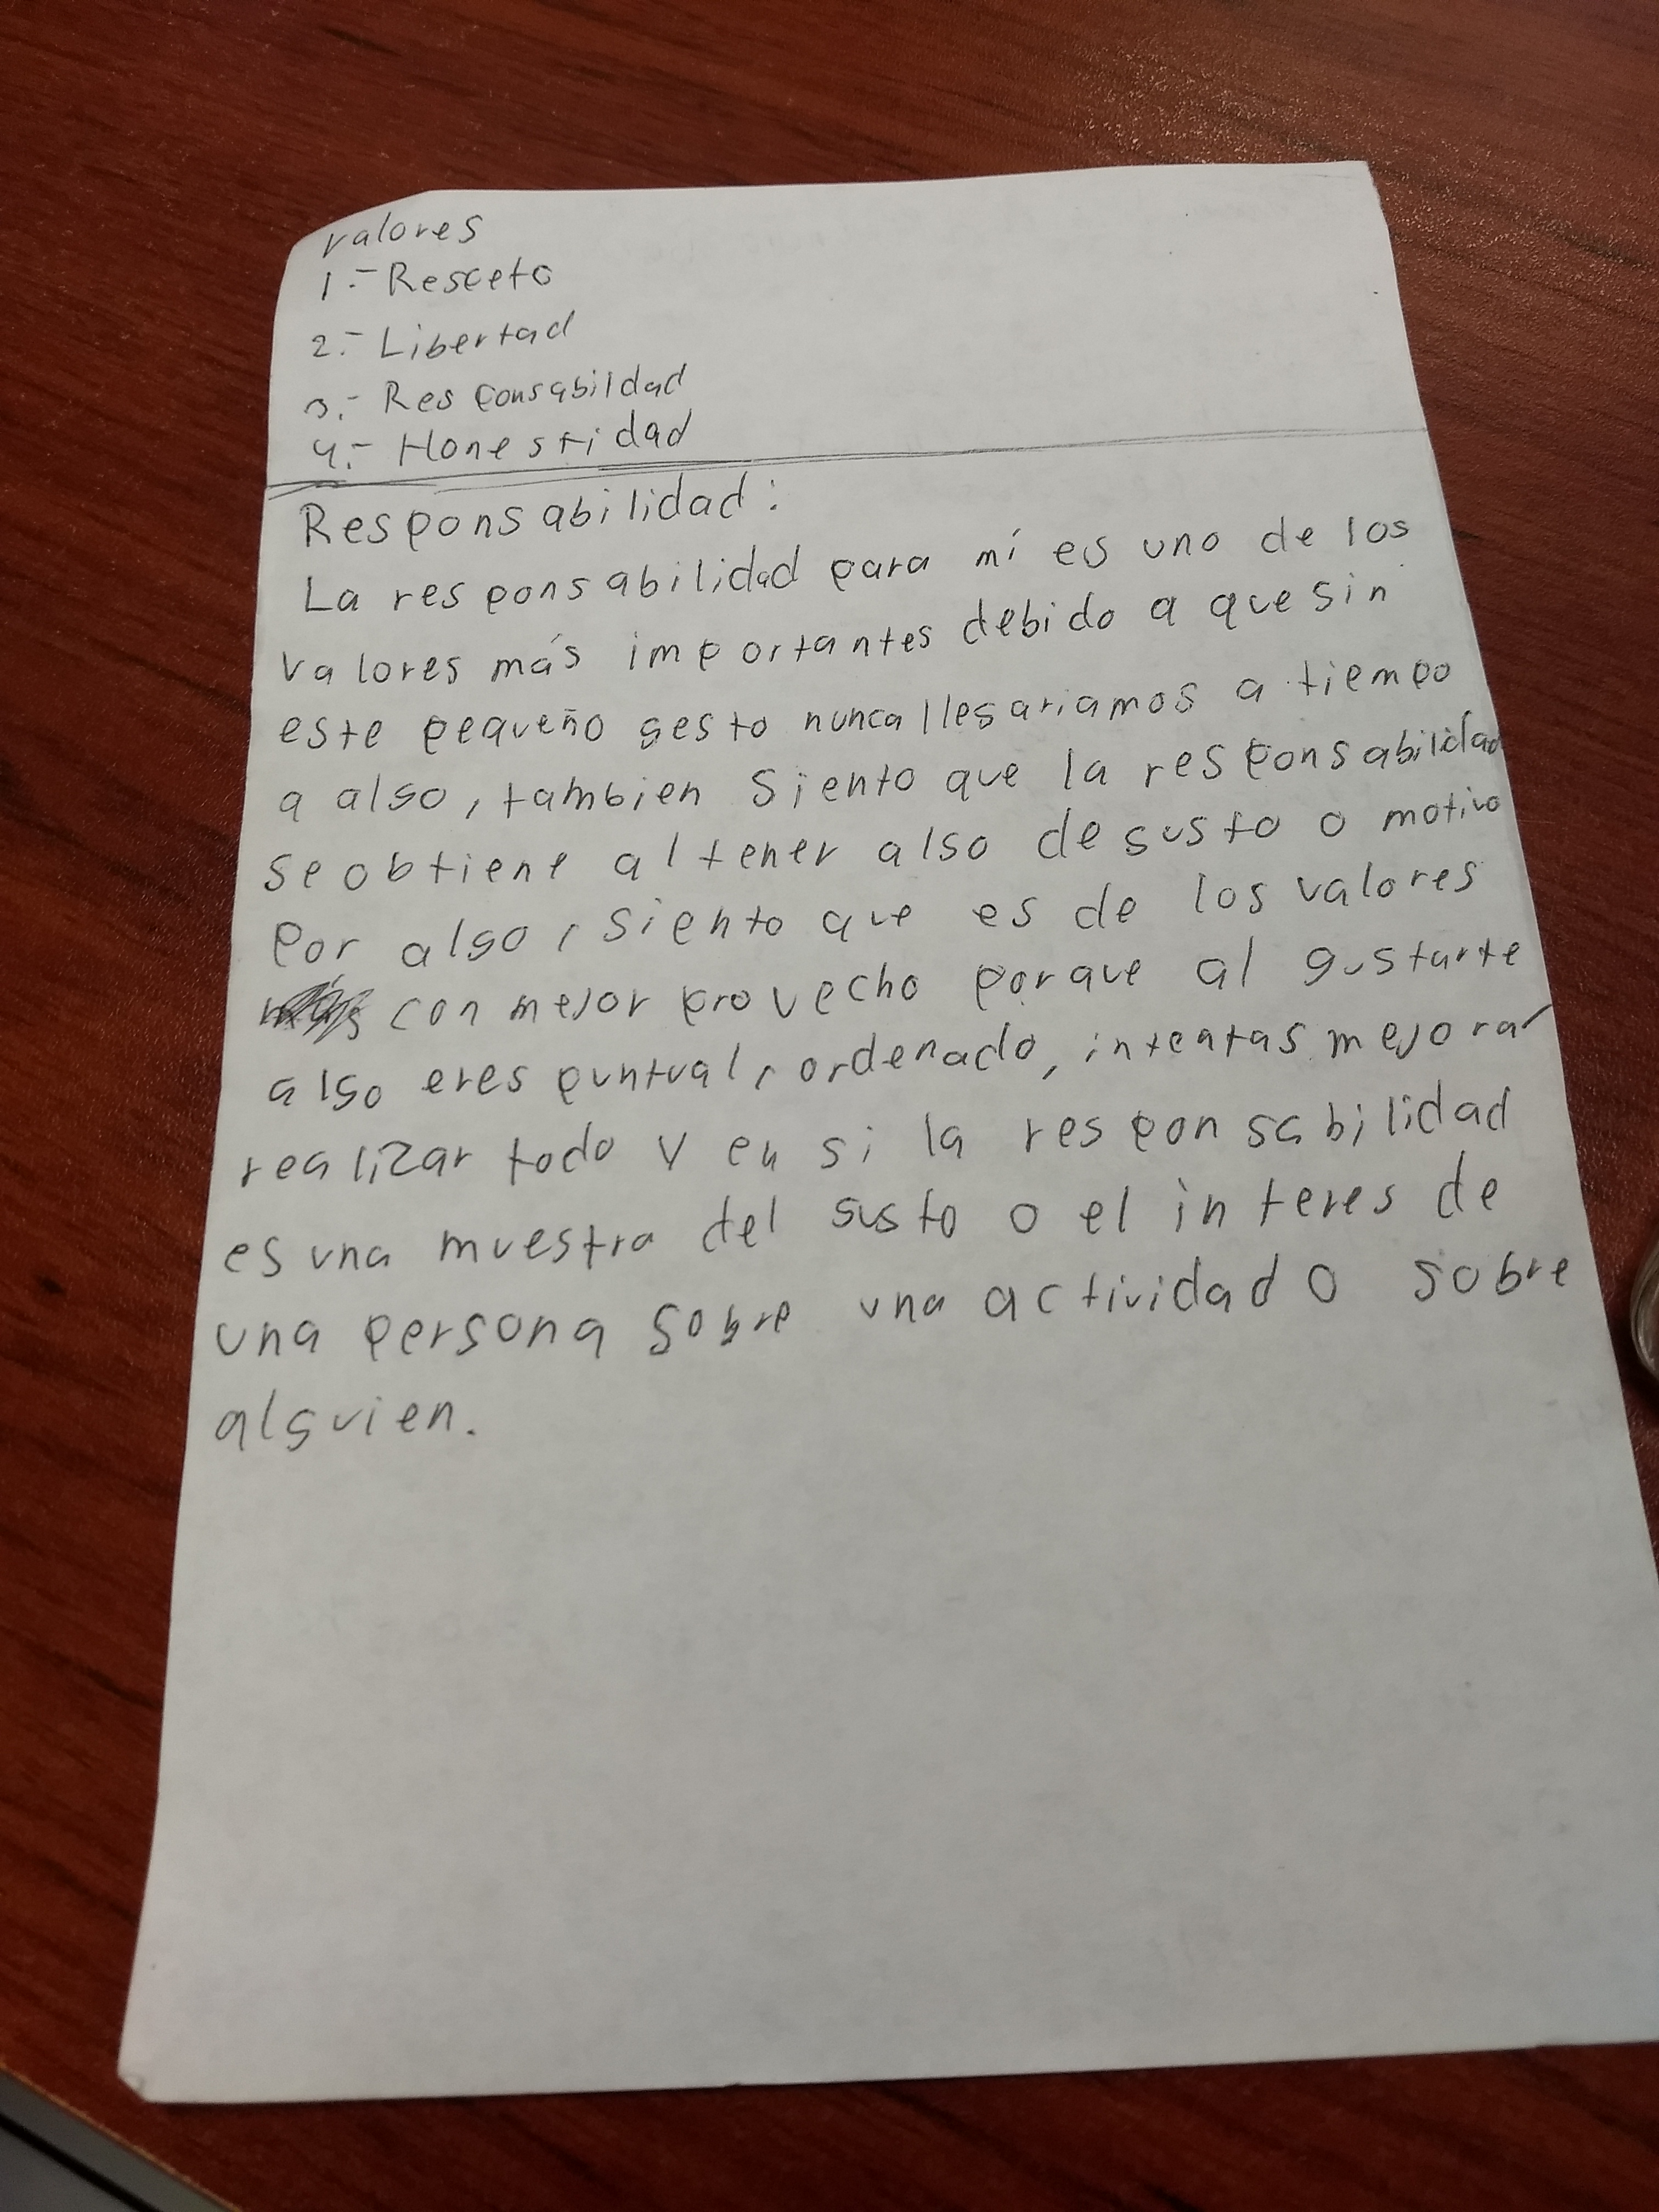 valores
1.- Respeto
2.- Libertad
3.- Responsabildad
4.- Honestidad
Responsabilidad:
La responsabilidad para mí es uno de los
valores más importantes debido a que sin
este pequeño gesto nunca llegariamos a tiempo
a algo, tambien siento que la responsabilidad
se obtiene al tener algo de gusto o motivo
por algo, siento que es de los valores
con mejor provecho porque al gustarte
algo eres puntual, ordenado, intentas mejorar
realizar todo y en si la responsabilidad
es una muestra del gusto o el interes de
una persona sobre una actividad o sobre
alguien.